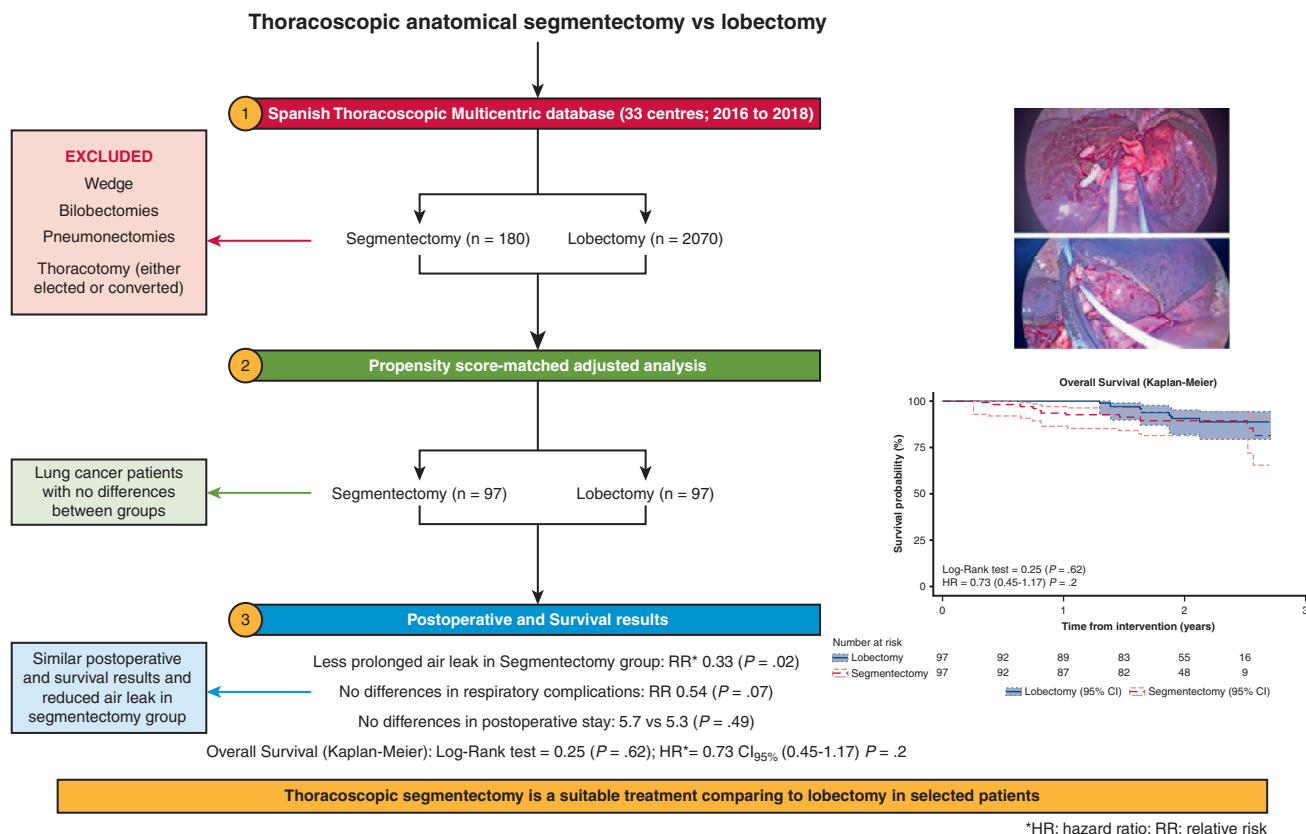 Thoracoscopic anatomical segmentectomy vs lobectomy
1
Spanish Thoracoscopic Multicentric database (33 centres; 2016 to 2018)
EXCLUDED
Wedge
Bilobectomies
Pneumonectomies
Thoracotomy (either
elected or converted)
Segmentectomy (n = 180)
Lobectomy (n = 2070)
2
Propensity score-matched adjusted analysis
Lung cancer patients
with no differences
between groups
Segmentectomy (n = 97)
Lobectomy (n = 97)
3
Postoperative and Survival results
Similar postoperative
and survival results and
reduced air leak in
segmentectomy group
Less prolonged air leak in Segmentectomy group: RR* 0.33 (P = .02)
No differences in respiratory complications: RR 0.54 (P = .07)
No differences in postoperative stay: 5.7 vs 5.3 (P = .49)
Overall Survival (Kaplan-Meier): Log-Rank test = 0.25 (P = .62); HR*= 0.73 CI95% (0.45-1.17) P = .2
Overall Survival (Kaplan-Meier)
Survival probability (%)
100
75
50
25
0
Log-Rank test = 0.25 (P = .62)
HR = 0.73 (0.45-1.17) P = .2
0 1 2 3
Time from intervention (years)
Number at risk
Lobectomy 97 92 89 83 55 16
Segmentectomy 97 92 87 82 48 9
Lobectomy (95% CI) Segmentectomy (95% CI)
Thoracoscopic segmentectomy is a suitable treatment comparing to lobectomy in selected patients
*HR: hazard ratio; RR: relative risk